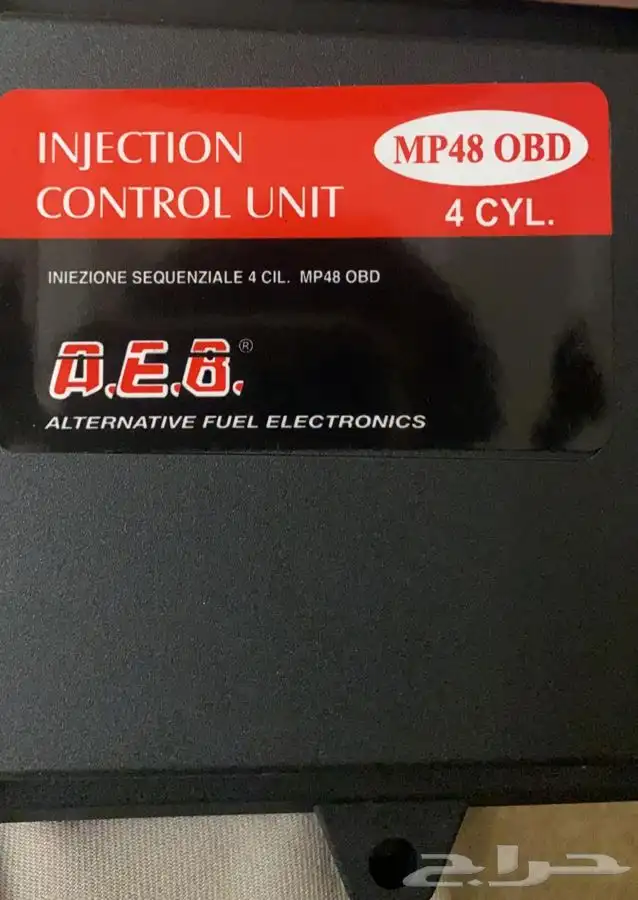 INJECTION
CONTROL UNIT
MP48 OBD
4 CYL.
INIEZIONE SEQUENZIALE 4 CIL. MP48 OBD
A.E.B.®
ALTERNATIVE FUEL ELECTRONICS
حراج